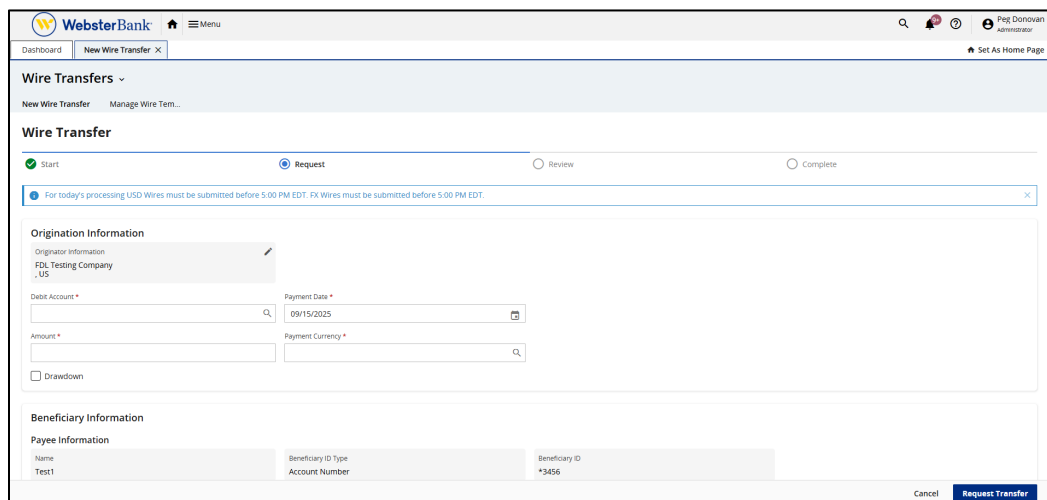 W WebsterBank Menu 9+ Peg Donovan
Administrator
Dashboard New Wire Transfer Set As Home Page
Wire Transfers
New Wire Transfer Manage Wire Tem...
Wire Transfer
Start Request Review Complete
For today's processing USD Wires must be submitted before 5:00 PM EDT. FX Wires must be submitted before 5:00 PM EDT.
Origination Information
Originator Information
FDL Testing Company
, US
Debit Account * Payment Date *
09/15/2025
Amount * Payment Currency *
Drawdown
Beneficiary Information
Payee Information
Name Beneficiary ID Type Beneficiary ID
Test1 Account Number *3456
Cancel Request Transfer